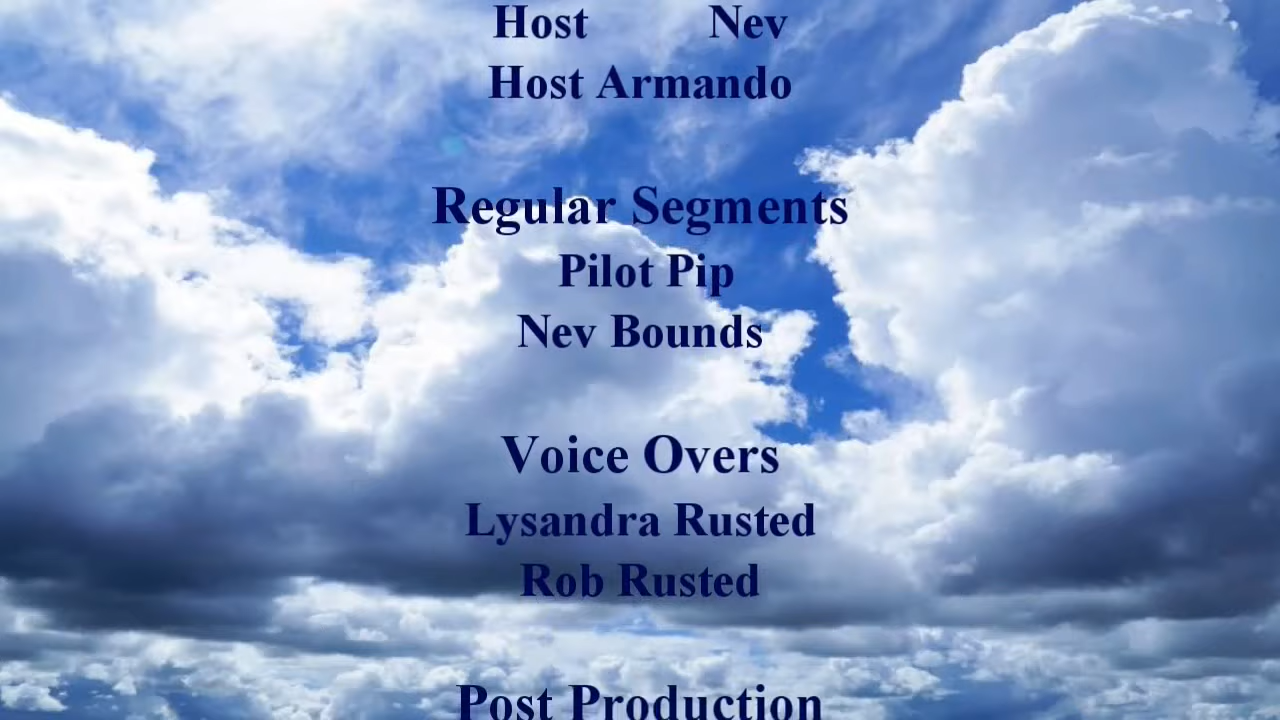 Host Nev
Host Armando
Regular Segments
Pilot Pip
Nev Bounds
Voice Overs
Lysandra Rusted
Rob Rusted
Post Production